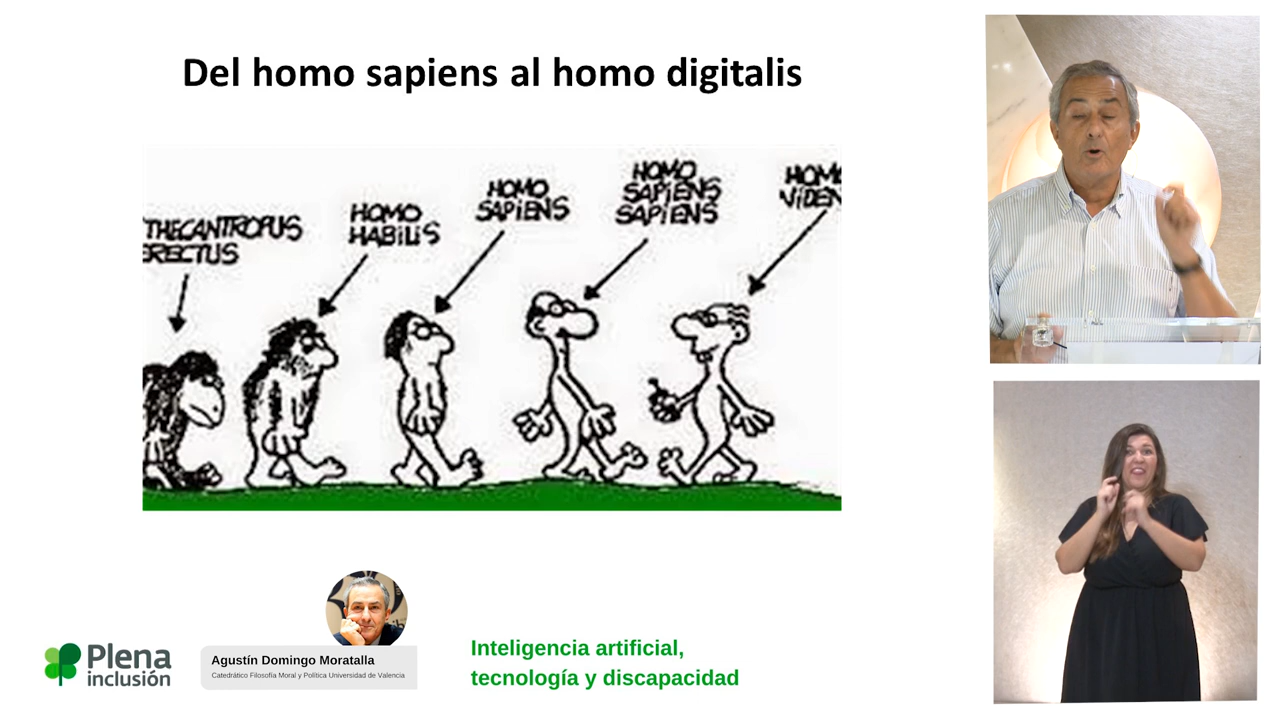 Del homo sapiens al homo digitalis
THECANTROPUS
ERECTUS
HOMO
HABILIS
HOMO
SAPIENS
HOMO
SAPIENS
SAPIENS
HOM
VIDEN
Plena
inclusión
Agustín Domingo Moratalla
Catedrático Filosofía Moral y Política Universidad de Valencia
Inteligencia artificial,
tecnología y discapacidad